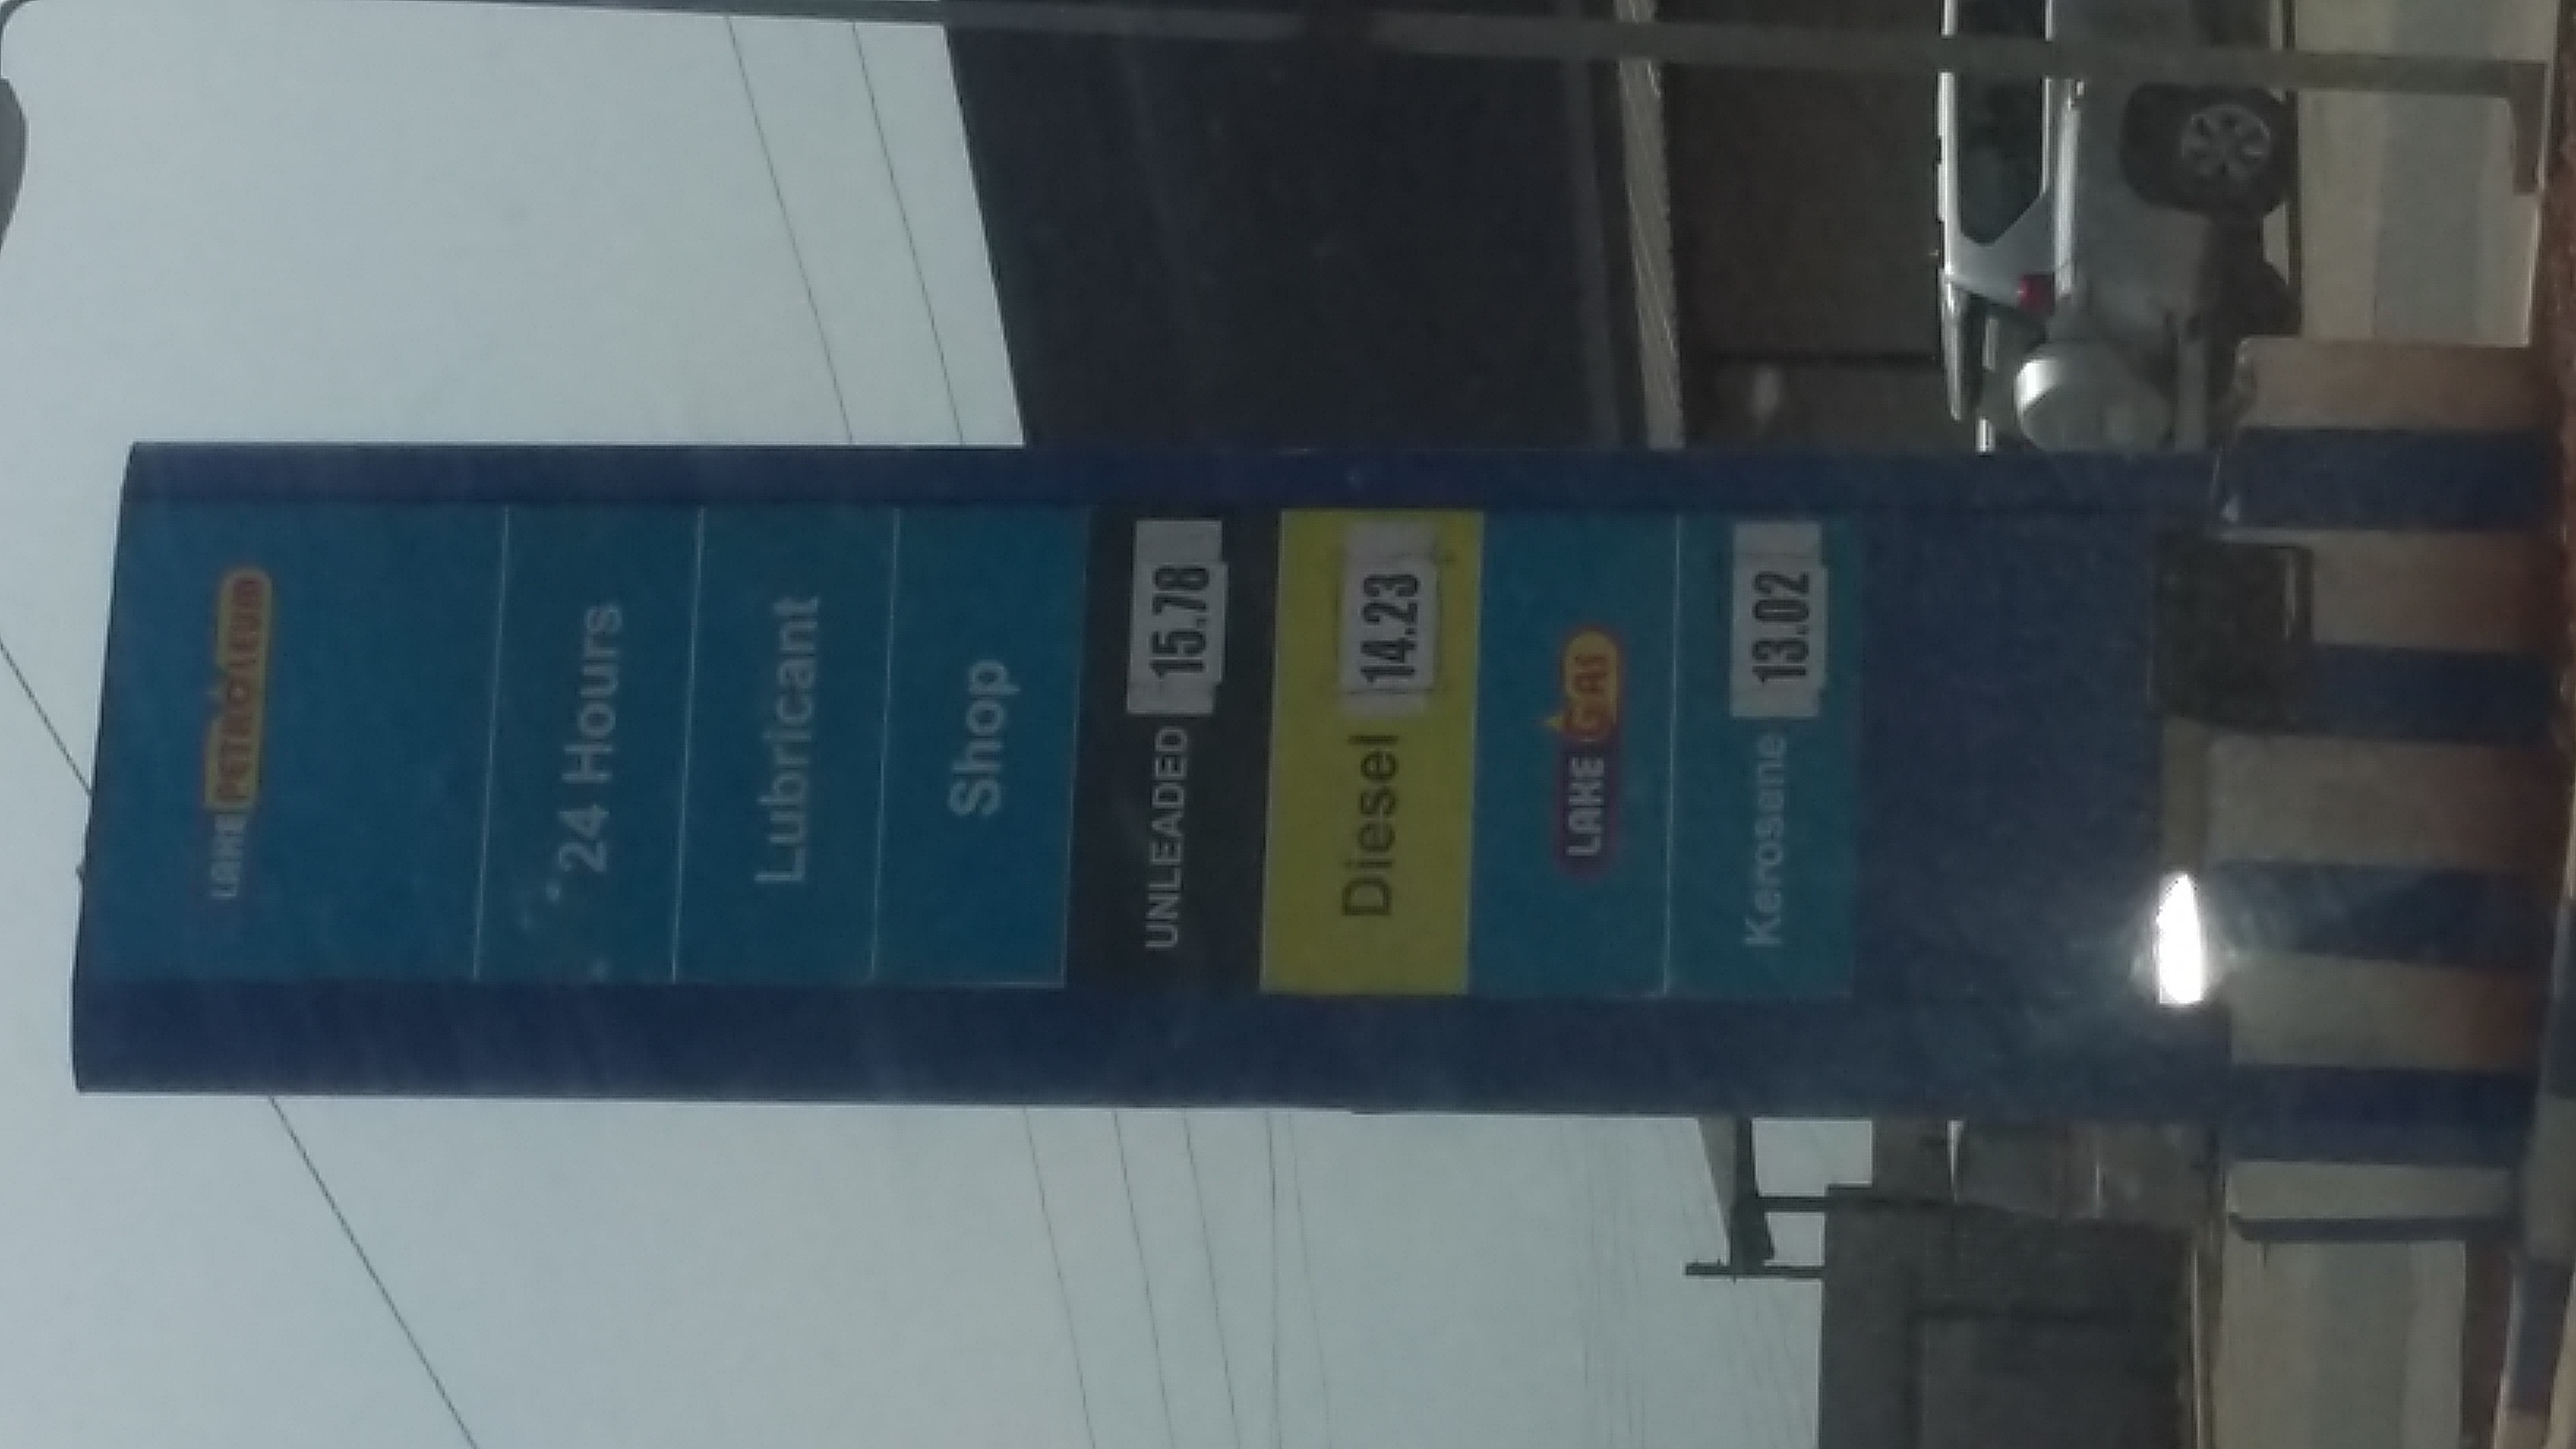 LAKE PETROLEUM
24 Hours
Lubricant
Shop
UNLEADED 15.78
Diesel 14.23
LAKE GAS
Kerosene 13.02